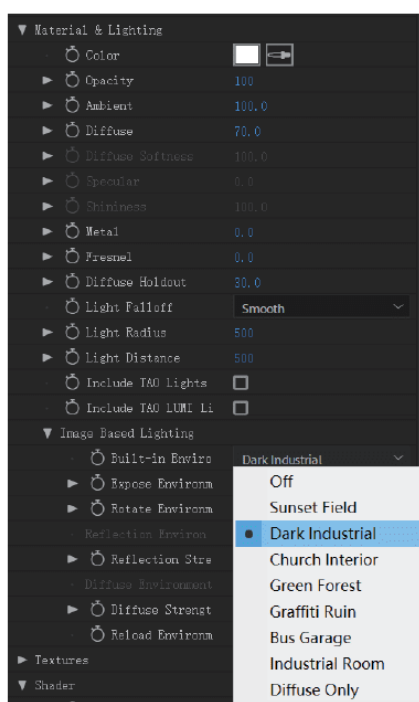 Material & Lighting
Color
Opacity 100
Ambient 100.0
Diffuse 70.0
Diffuse Softness 100.0
Specular 0.0
Shininess 100.0
Metal 0.0
Fresnel 0.0
Diffuse Holdout 30.0
Light Falloff Smooth
Light Radius 500
Light Distance 500
Include TAO Lights
Include TAO LUMI Li
Image Based Lighting
Built-in Enviro Dark Industrial
Expose Environm Off
Rotate Environm Sunset Field
Reflection Environ Dark Industrial
Reflection Stre Church Interior
Diffuse Environment Green Forest
Diffuse Strengt Graffiti Ruin
Reload Environm Bus Garage
Textures Industrial Room
Shader Diffuse Only